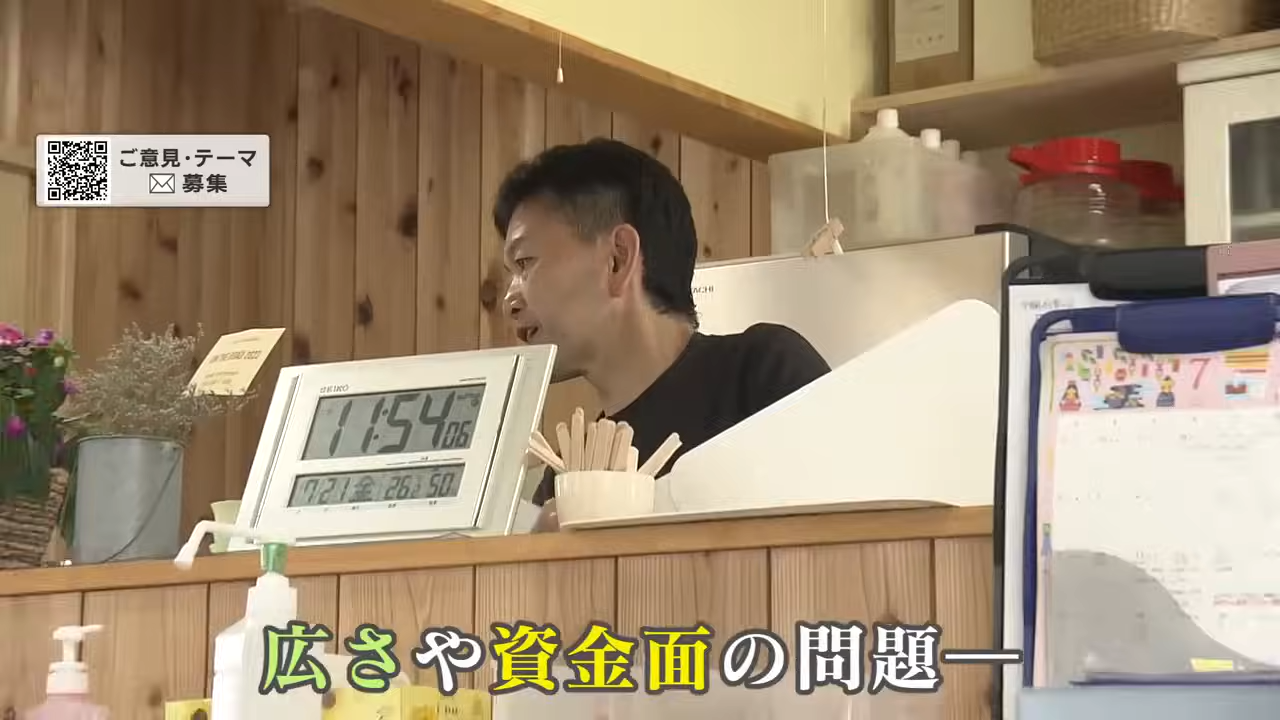 ご意見・テーマ
募集
SEIKO
11:54 06
7/21 金 26℃ 50%
7
広さや資金面の問題―